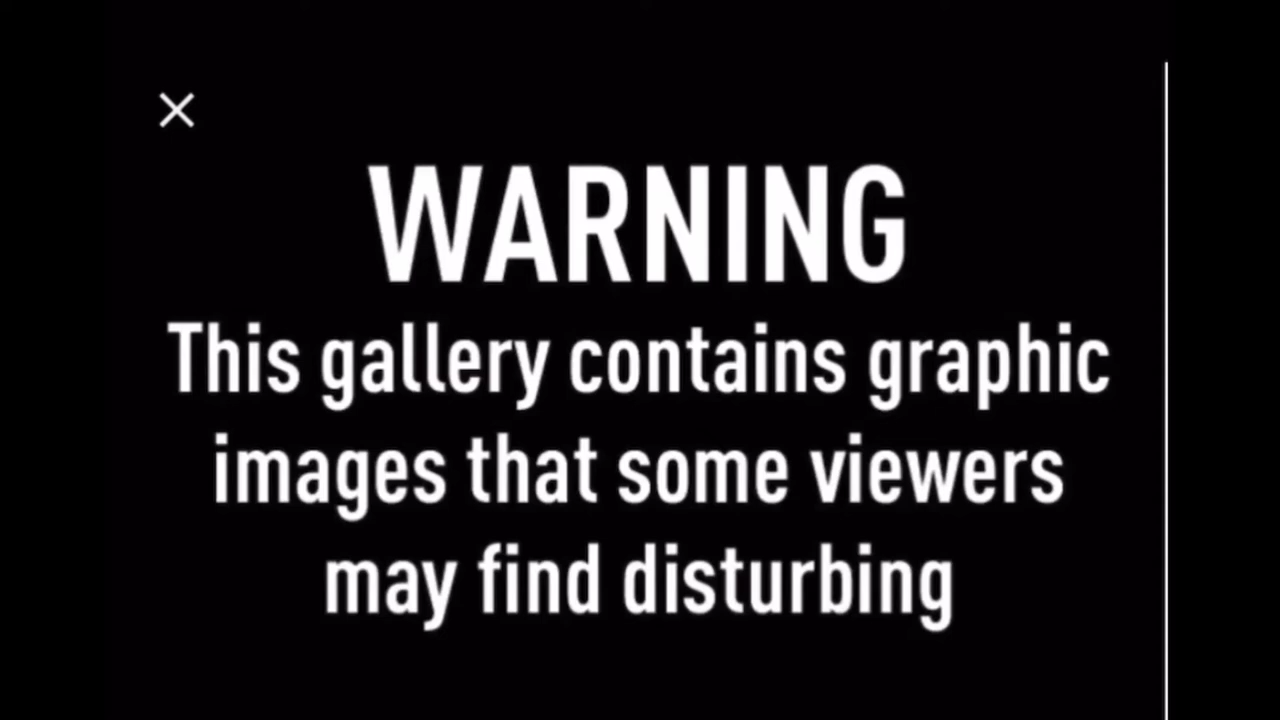 WARNING
This gallery contains graphic
images that some viewers
may find disturbing